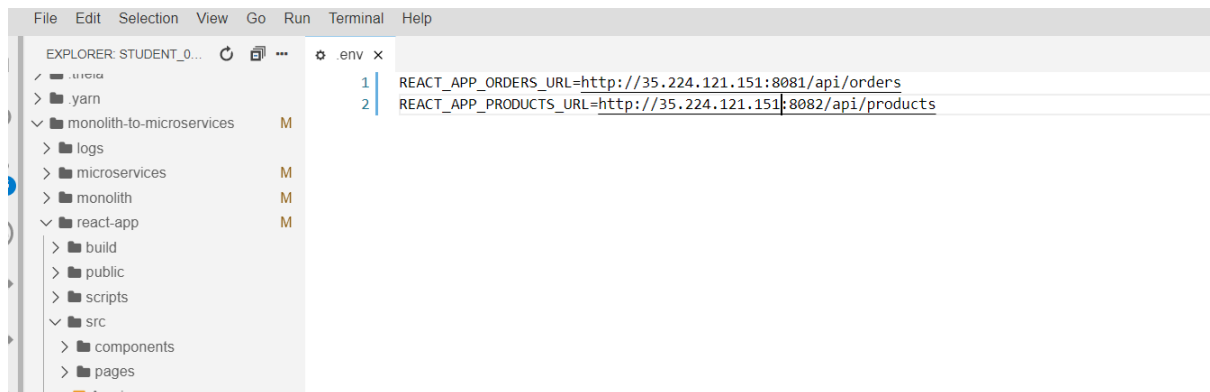 File Edit Selection View Go Run Terminal Help
EXPLORER: STUDENT_0...
.env
.theia
.yarn
monolith-to-microservices M
logs
microservices M
monolith M
react-app M
build
public
scripts
src
components
pages
1 REACT_APP_ORDERS_URL=http://35.224.121.151:8081/api/orders
2 REACT_APP_PRODUCTS_URL=http://35.224.121.151:8082/api/products